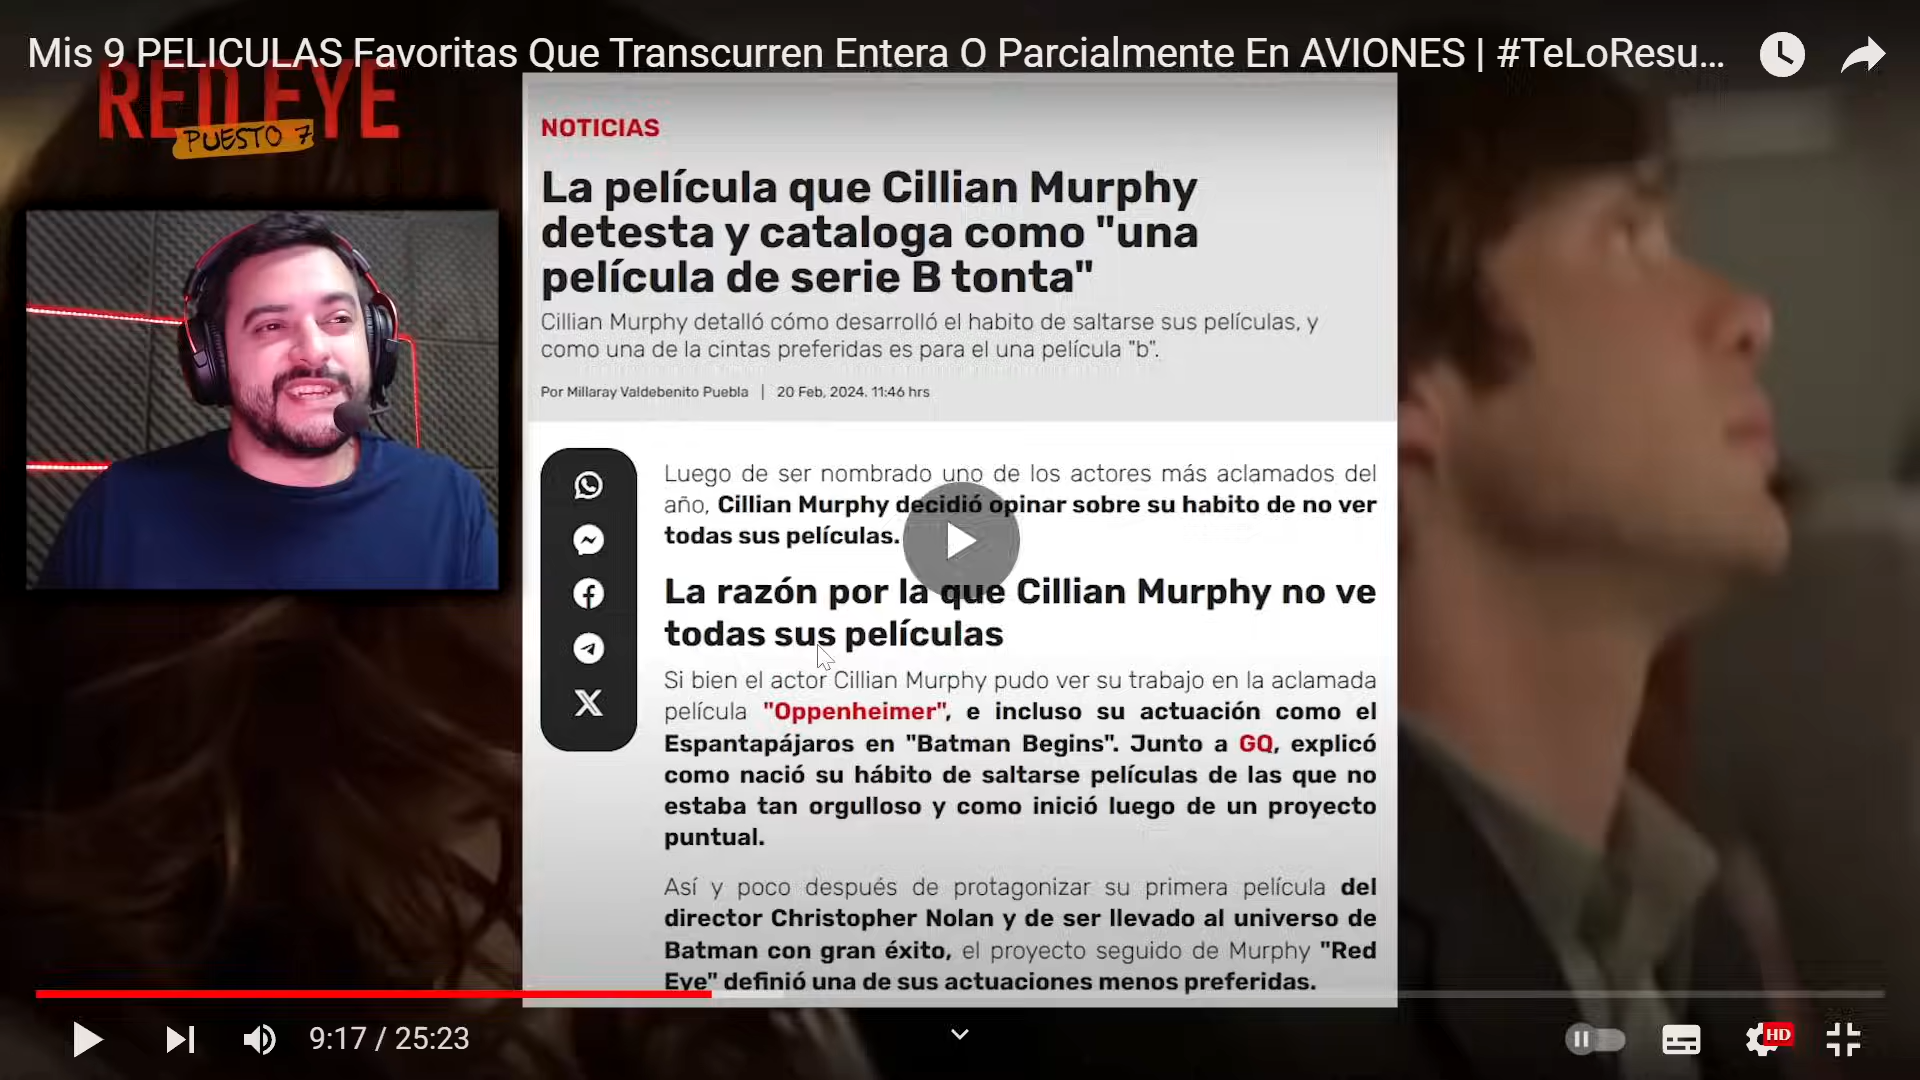 Mis 9 PELICULAS Favoritas Que Transcurren Entera O Parcialmente En AVIONES | #TeLoResu...
RED EYE
PUESTO 7
NOTICIAS
La película que Cillian Murphy
detesta y cataloga como "una
película de serie B tonta"
Cillian Murphy detalló cómo desarrolló el habito de saltarse sus películas, y
como una de la cintas preferidas es para el una película "b".
Por Millaray Valdebenito Puebla | 20 Feb, 2024. 11:46 hrs
Luego de ser nombrado uno de los actores más aclamados del
año, Cillian Murphy decidió opinar sobre su habito de no ver
todas sus películas.
La razón por la que Cillian Murphy no ve
todas sus películas
Si bien el actor Cillian Murphy pudo ver su trabajo en la aclamada
película "Oppenheimer", e incluso su actuación como el
Espantapájaros en "Batman Begins". Junto a GQ, explicó
como nació su hábito de saltarse películas de las que no
estaba tan orgulloso y como inició luego de un proyecto
puntual.
Así y poco después de protagonizar su primera película del
director Christopher Nolan y de ser llevado al universo de
Batman con gran éxito, el proyecto seguido de Murphy "Red
Eye" definió una de sus actuaciones menos preferidas.
9:17 / 25:23
HD